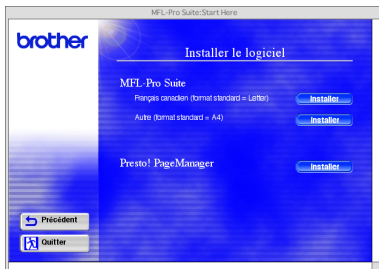 MFL-Pro Suite:Start Here
brother
Installer le logiciel
MFL-Pro Suite
Français canadien (format standard = Letter) Installer
Autre (format standard = A4) Installer
Presto! PageManager Installer
Précédent
Quitter